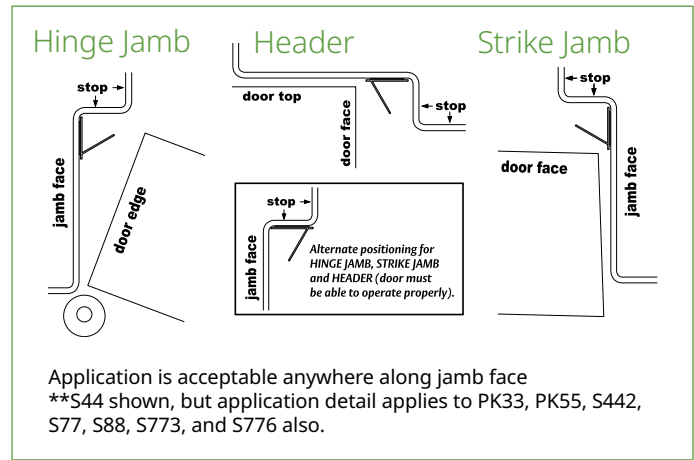 Hinge Jamb
Header
Strike Jamb
stop
jamb face
door edge
door top
door face
stop
stop
door face
jamb face
stop
jamb face
Alternate positioning for
HINGE JAMB, STRIKE JAMB
and HEADER (door must
be able to operate properly).
Application is acceptable anywhere along jamb face
**S44 shown, but application detail applies to PK33, PK55, S442,
S77, S88, S773, and S776 also.